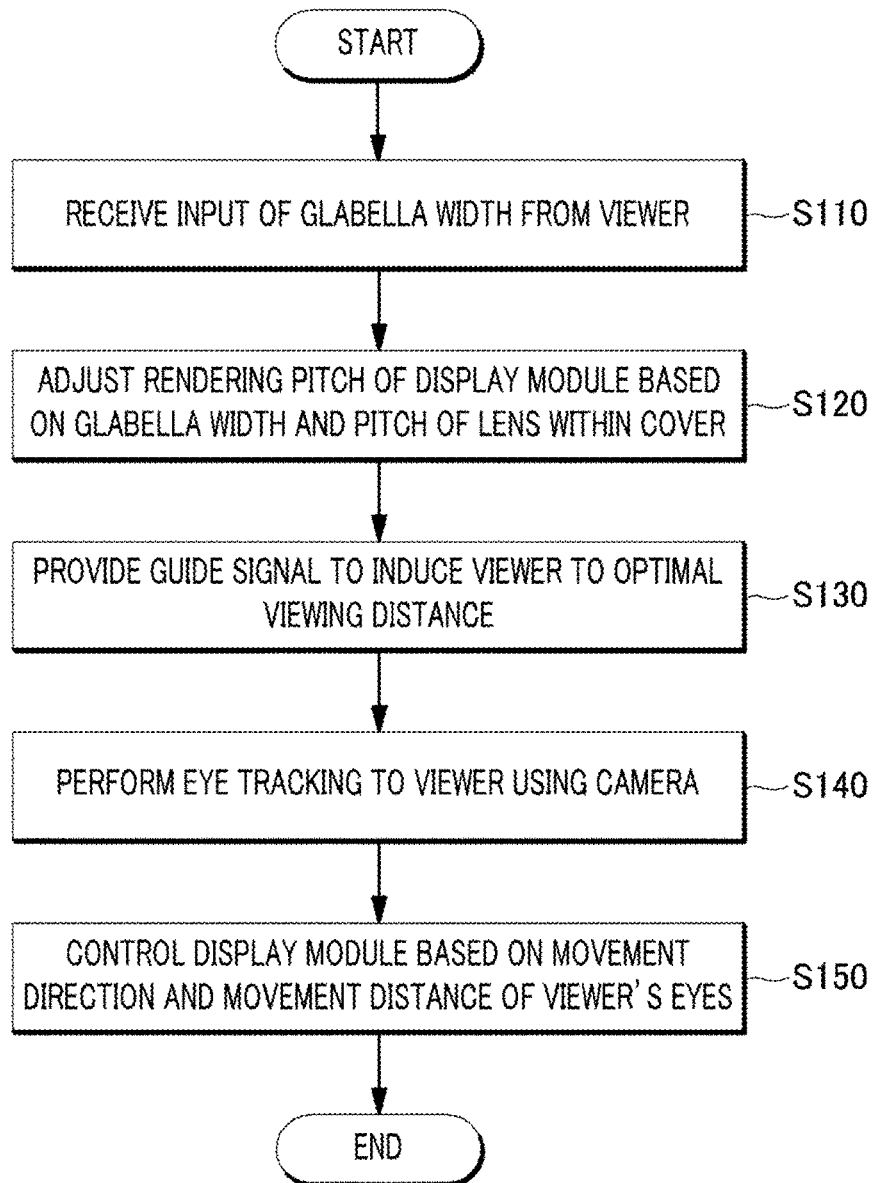 START
RECEIVE INPUT OF GLABELLA WIDTH FROM VIEWER
S110
ADJUST RENDERING PITCH OF DISPLAY MODULE BASED
ON GLABELLA WIDTH AND PITCH OF LENS WITHIN COVER
S120
PROVIDE GUIDE SIGNAL TO INDUCE VIEWER TO OPTIMAL
VIEWING DISTANCE
S130
PERFORM EYE TRACKING TO VIEWER USING CAMERA
S140
CONTROL DISPLAY MODULE BASED ON MOVEMENT
DIRECTION AND MOVEMENT DISTANCE OF VIEWER'S EYES
S150
END